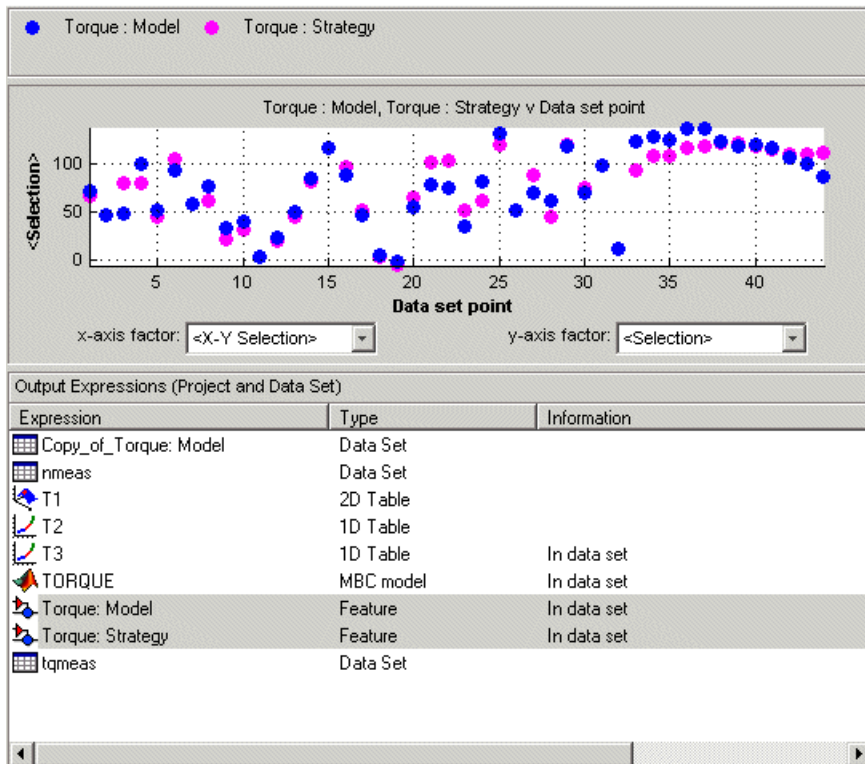 Torque : Model Torque : Strategy
Torque : Model, Torque : Strategy v Data set point
<Selection>
100
50
0
5 10 15 20 25 30 35 40
Data set point
x-axis factor: <X-Y Selection> y-axis factor: <Selection>
Output Expressions (Project and Data Set)
Expression Type Information
Copy_of_Torque: Model Data Set
nmeas Data Set
T1 2D Table
T2 1D Table
T3 1D Table In data set
TORQUE MBC model In data set
Torque: Model Feature In data set
Torque: Strategy Feature In data set
tqmeas Data Set